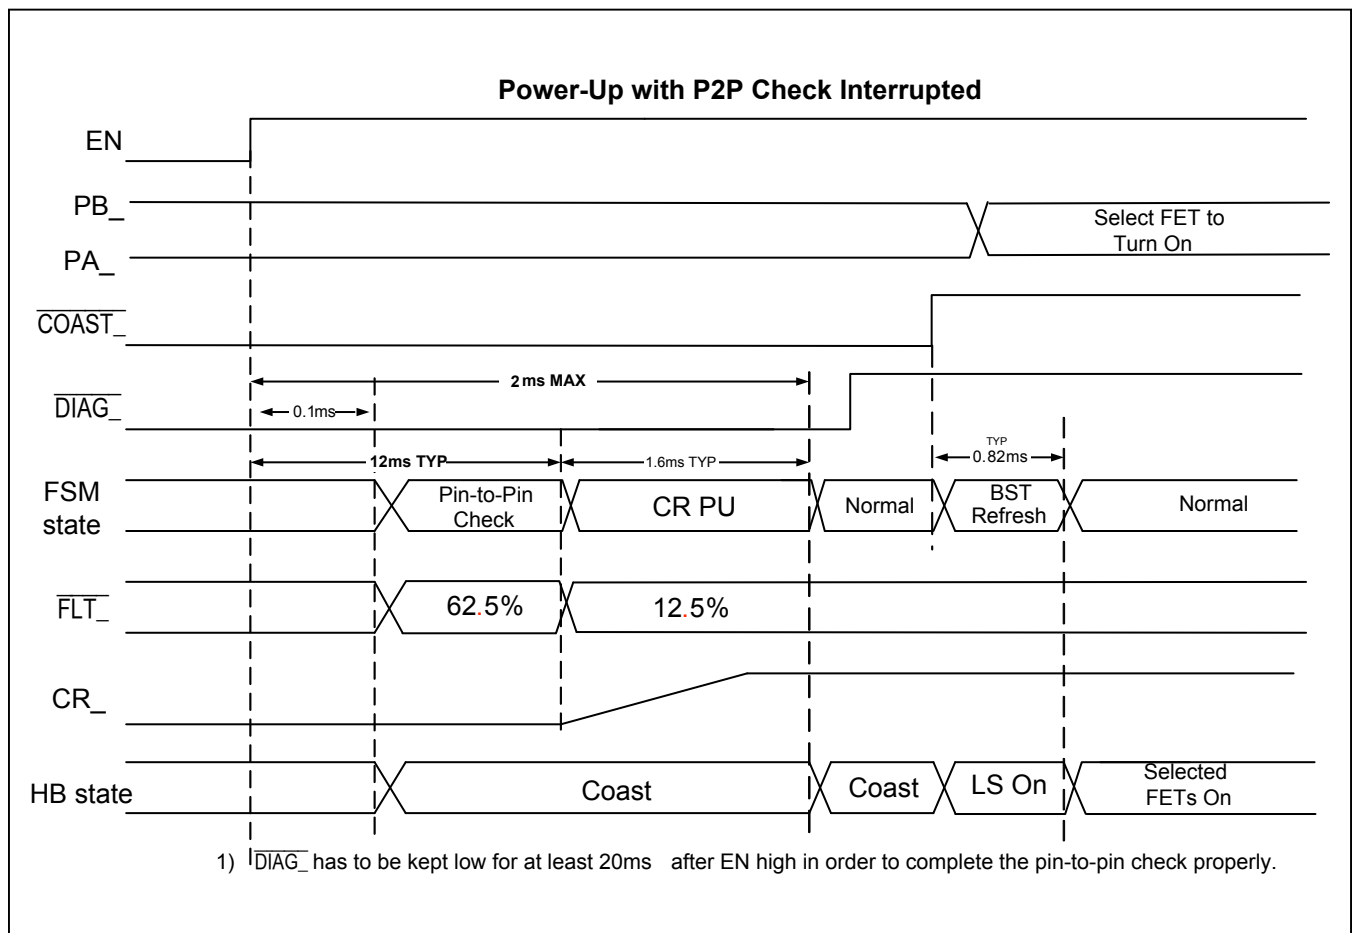 Power-Up with P2P Check Interrupted
EN
PB_
Select FET to
Turn On
PA_
COAST_
2ms MAX
DIAG_
0.1ms
12ms TYP
1.6ms TYP
TYP
0.82ms
FSM
state
Pin-to-Pin
Check
CR PU
Normal
BST
Refresh
Normal
FLT_
62.5%
12.5%
CR_
HB state
Coast
Coast
LS On
Selected
FETs On
1) DIAG_ has to be kept low for at least 20ms after EN high in order to complete the pin-to-pin check properly.